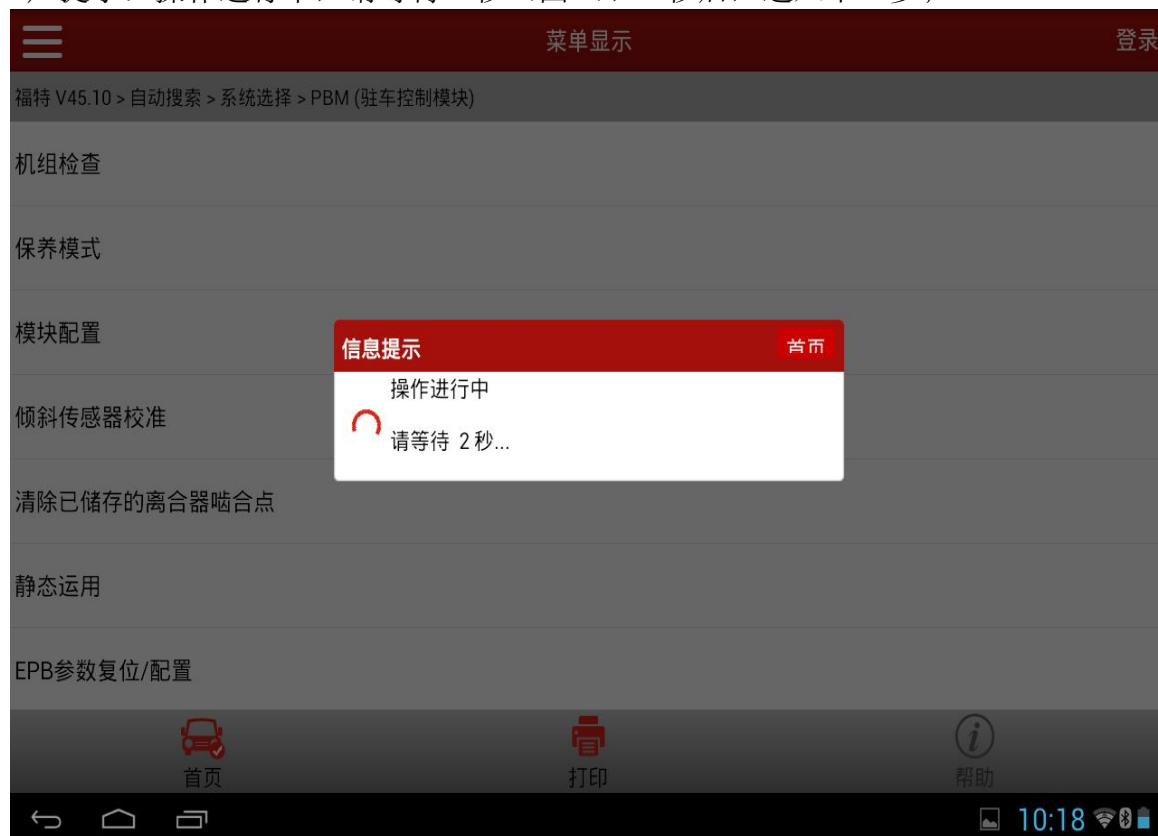 菜单显示
登录
福特 V45.10 > 自动搜索 > 系统选择 > PBM (驻车控制模块)
机组检查
保养模式
模块配置
信息提示
首页
操作进行中
请等待 2秒...
倾斜传感器校准
清除已储存的离合器啮合点
静态运用
EPB参数复位/配置
首页
打印
帮助
10:18